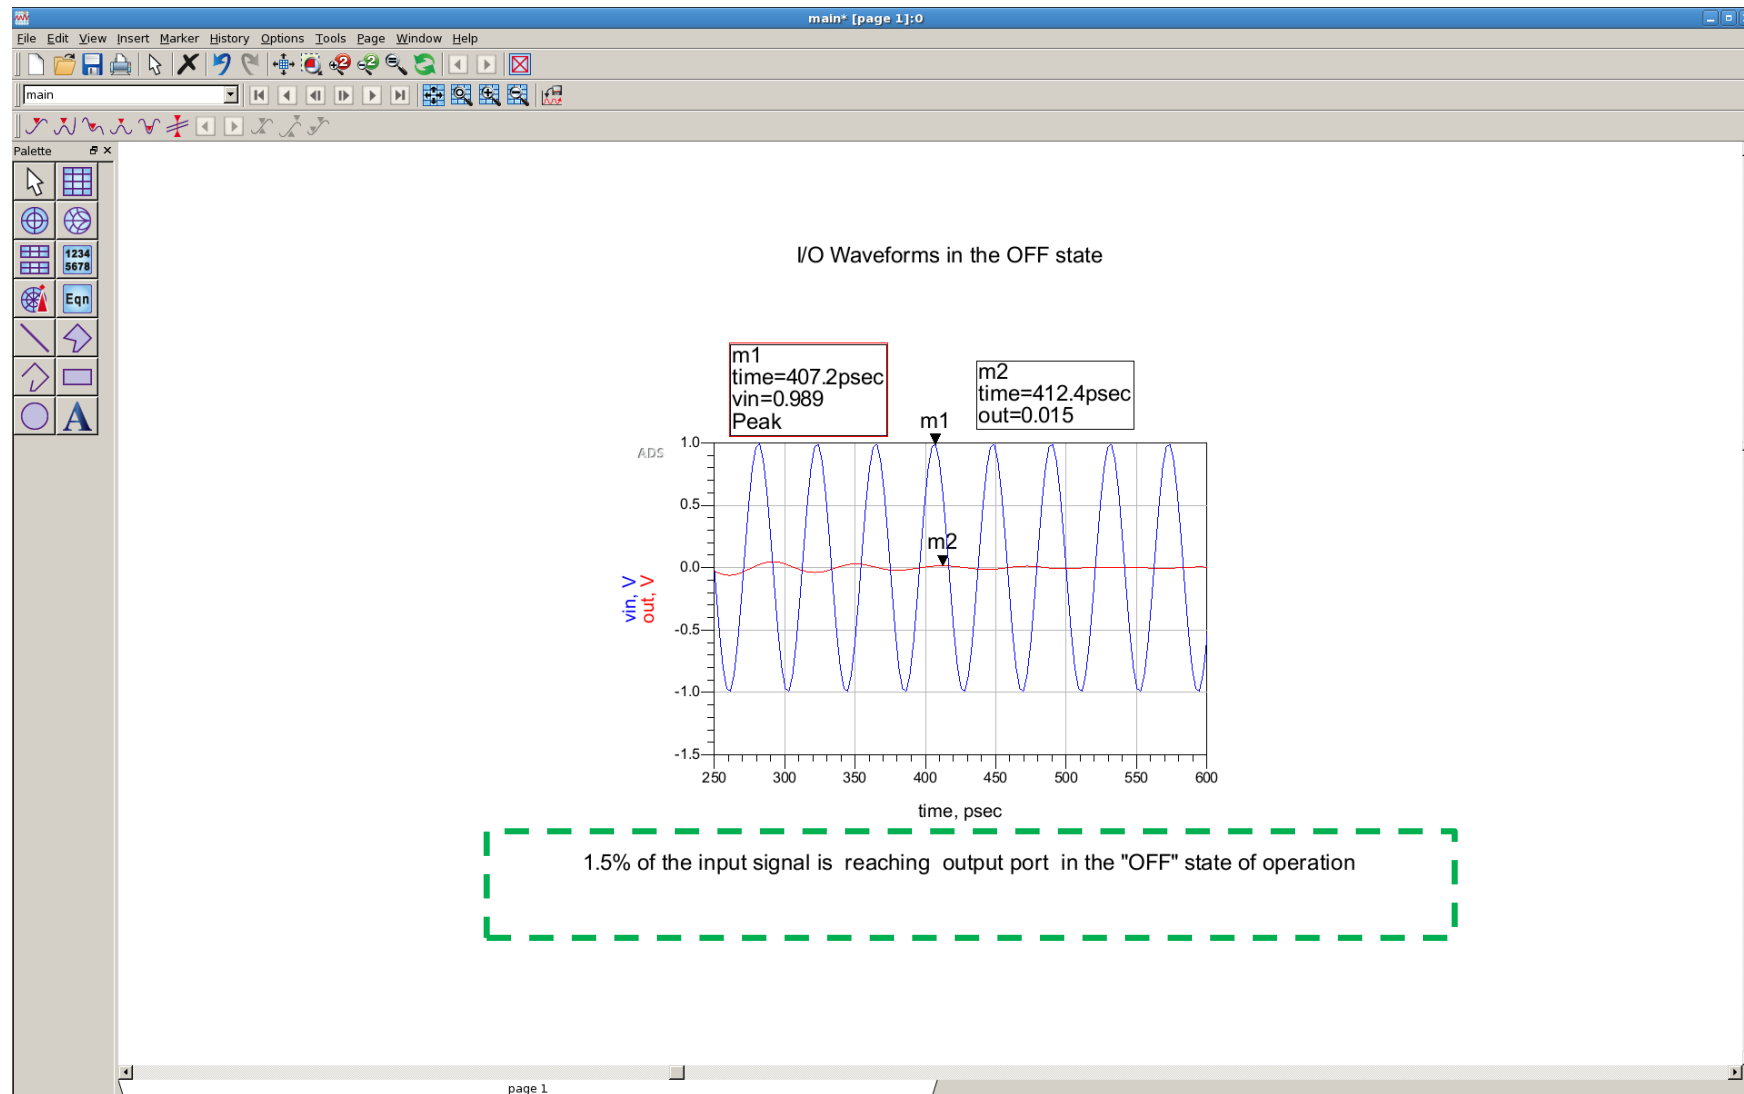 main* [page 1]:0
File Edit View Insert Marker History Options Tools Page Window Help
main
Palette
1234
5678
Eqn
A
I/O Waveforms in the OFF state
m1
time=407.2psec
vin=0.989
Peak
m2
time=412.4psec
out=0.015
m1
m2
ADS
1.0
0.5
0.0
-0.5
-1.0
-1.5
vin, V
out, V
250 300 350 400 450 500 550 600
time, psec
1.5% of the input signal is  reaching  output port  in the "OFF" state of operation
page 1